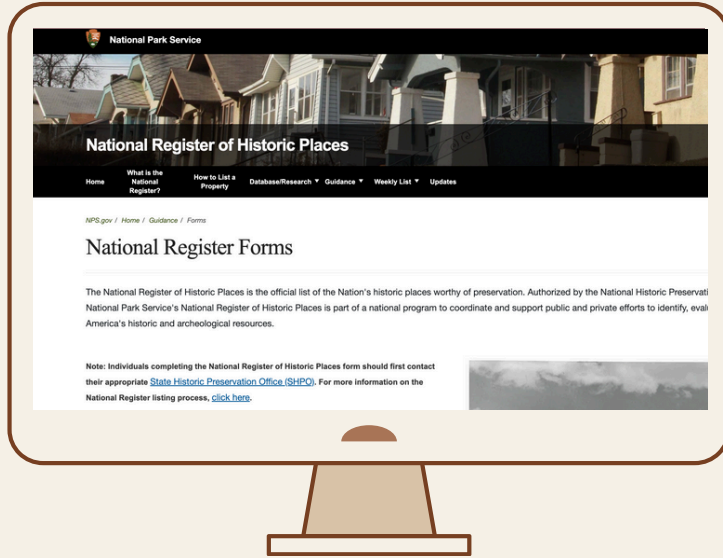 National Park Service
National Register of Historic Places
Home
What is the
National
Register?
How to List a
Property
Database/Research ▼
Guidance ▼
Weekly List ▼
Updates
NPS.gov / Home / Guidance / Forms
National Register Forms
The National Register of Historic Places is the official list of the Nation's historic places worthy of preservation. Authorized by the National Historic
National Park Service's National Register of Historic Places is part of a national program to coordinate and support public and private efforts to identify,
America's historic and archeological resources.
Note: Individuals completing the National Register of Historic Places form should first contact
their appropriate State Historic Preservation Office (SHPO). For more information on the
National Register listing process, click here.